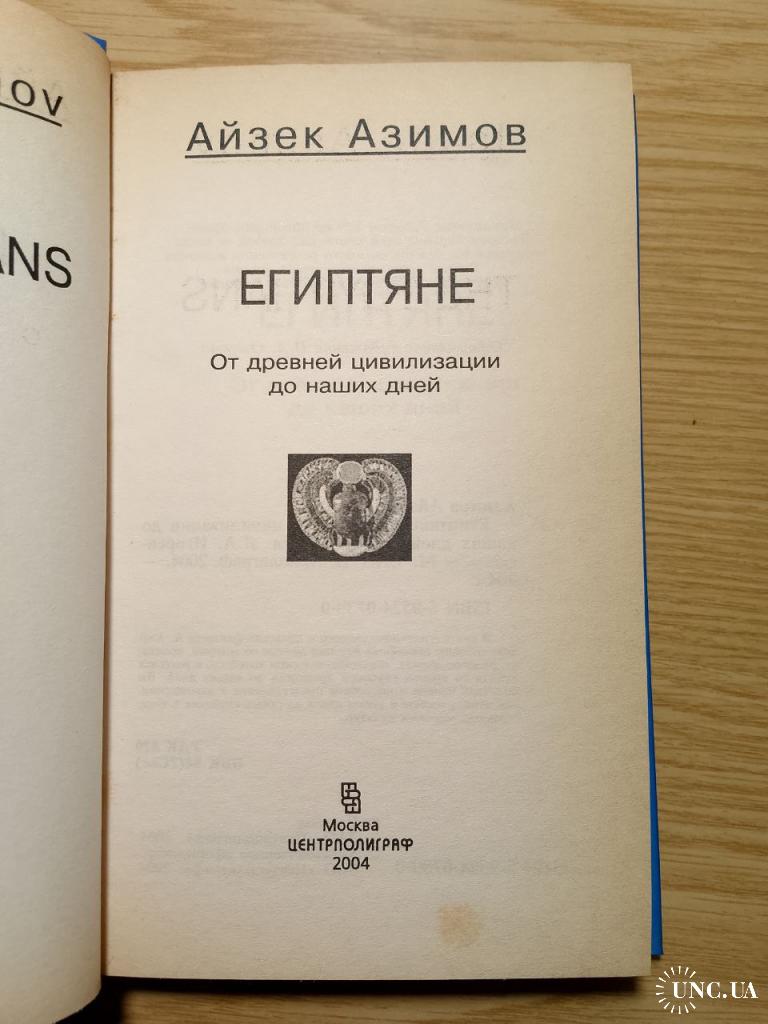 ov
ANS
Айзек Азимов
ЕГИПТЯНЕ
От древней цивилизации
до наших дней
Москва
ЦЕНТРПОЛИГРАФ
2004
UNC.UA